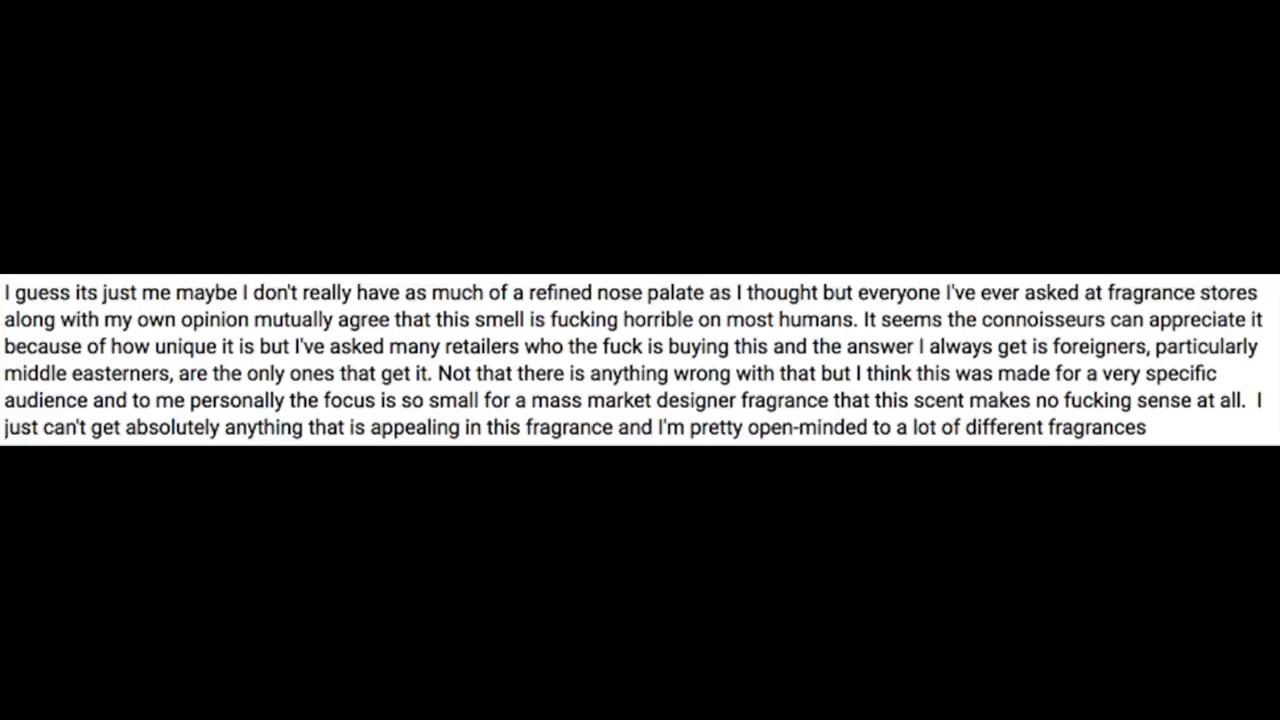 I guess its just me maybe I don't really have as much of a refined nose palate as I thought but everyone I've ever asked at fragrance stores
along with my own opinion mutually agree that this smell is fucking horrible on most humans. It seems the connoisseurs can appreciate it
because of how unique it is but I've asked many retailers who the fuck is buying this and the answer I always get is foreigners, particularly
middle easterners, are the only ones that get it. Not that there is anything wrong with that but I think this was made for a very specific
audience and to me personally the focus is so small for a mass market designer fragrance that this scent makes no fucking sense at all.  I
just can't get absolutely anything that is appealing in this fragrance and I'm pretty open-minded to a lot of different fragrances